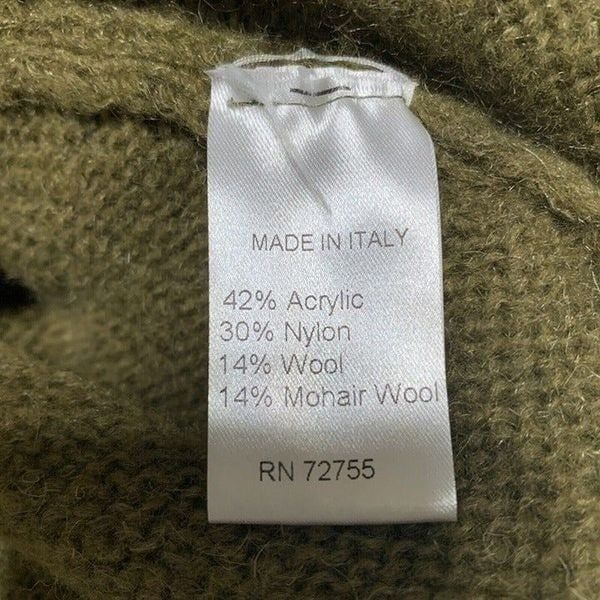 MADE IN ITALY
42% Acrylic
30% Nylon
14% Wool
14% Mohair Wool
RN 72755